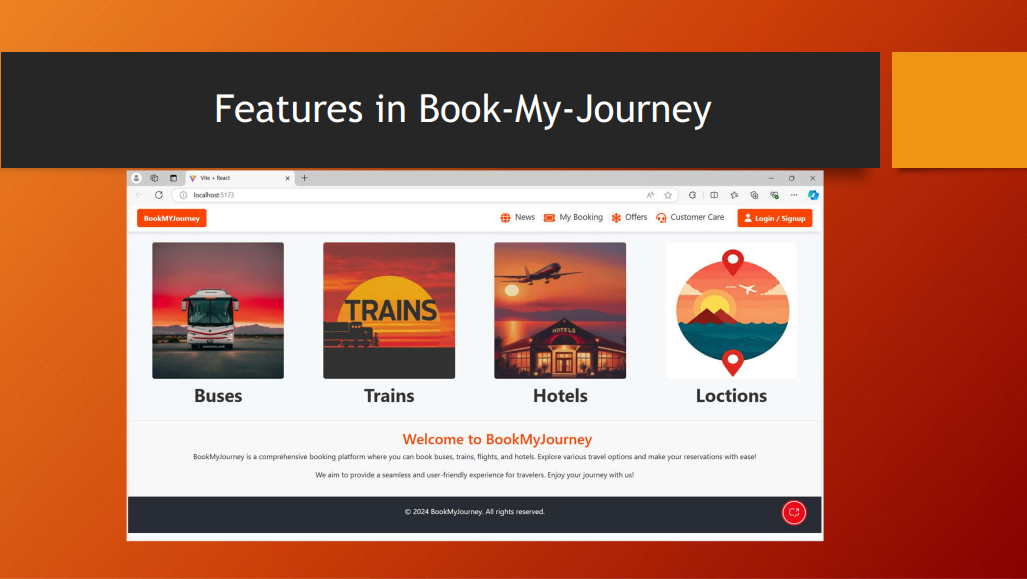 Features in Book-My-Journey
Vite + React
localhost:5173
BookMYJourney
News My Booking Offers Customer Care Login / Signup
TRAINS
HOTELS
Buses Trains Hotels Loctions
Welcome to BookMyJourney
BookMyJourney is a comprehensive booking platform where you can book buses, trains, flights, and hotels. Explore various travel options and make your reservations with ease!
We aim to provide a seamless and user-friendly experience for travelers. Enjoy your journey with us!
© 2024 BookMyJourney. All rights reserved.